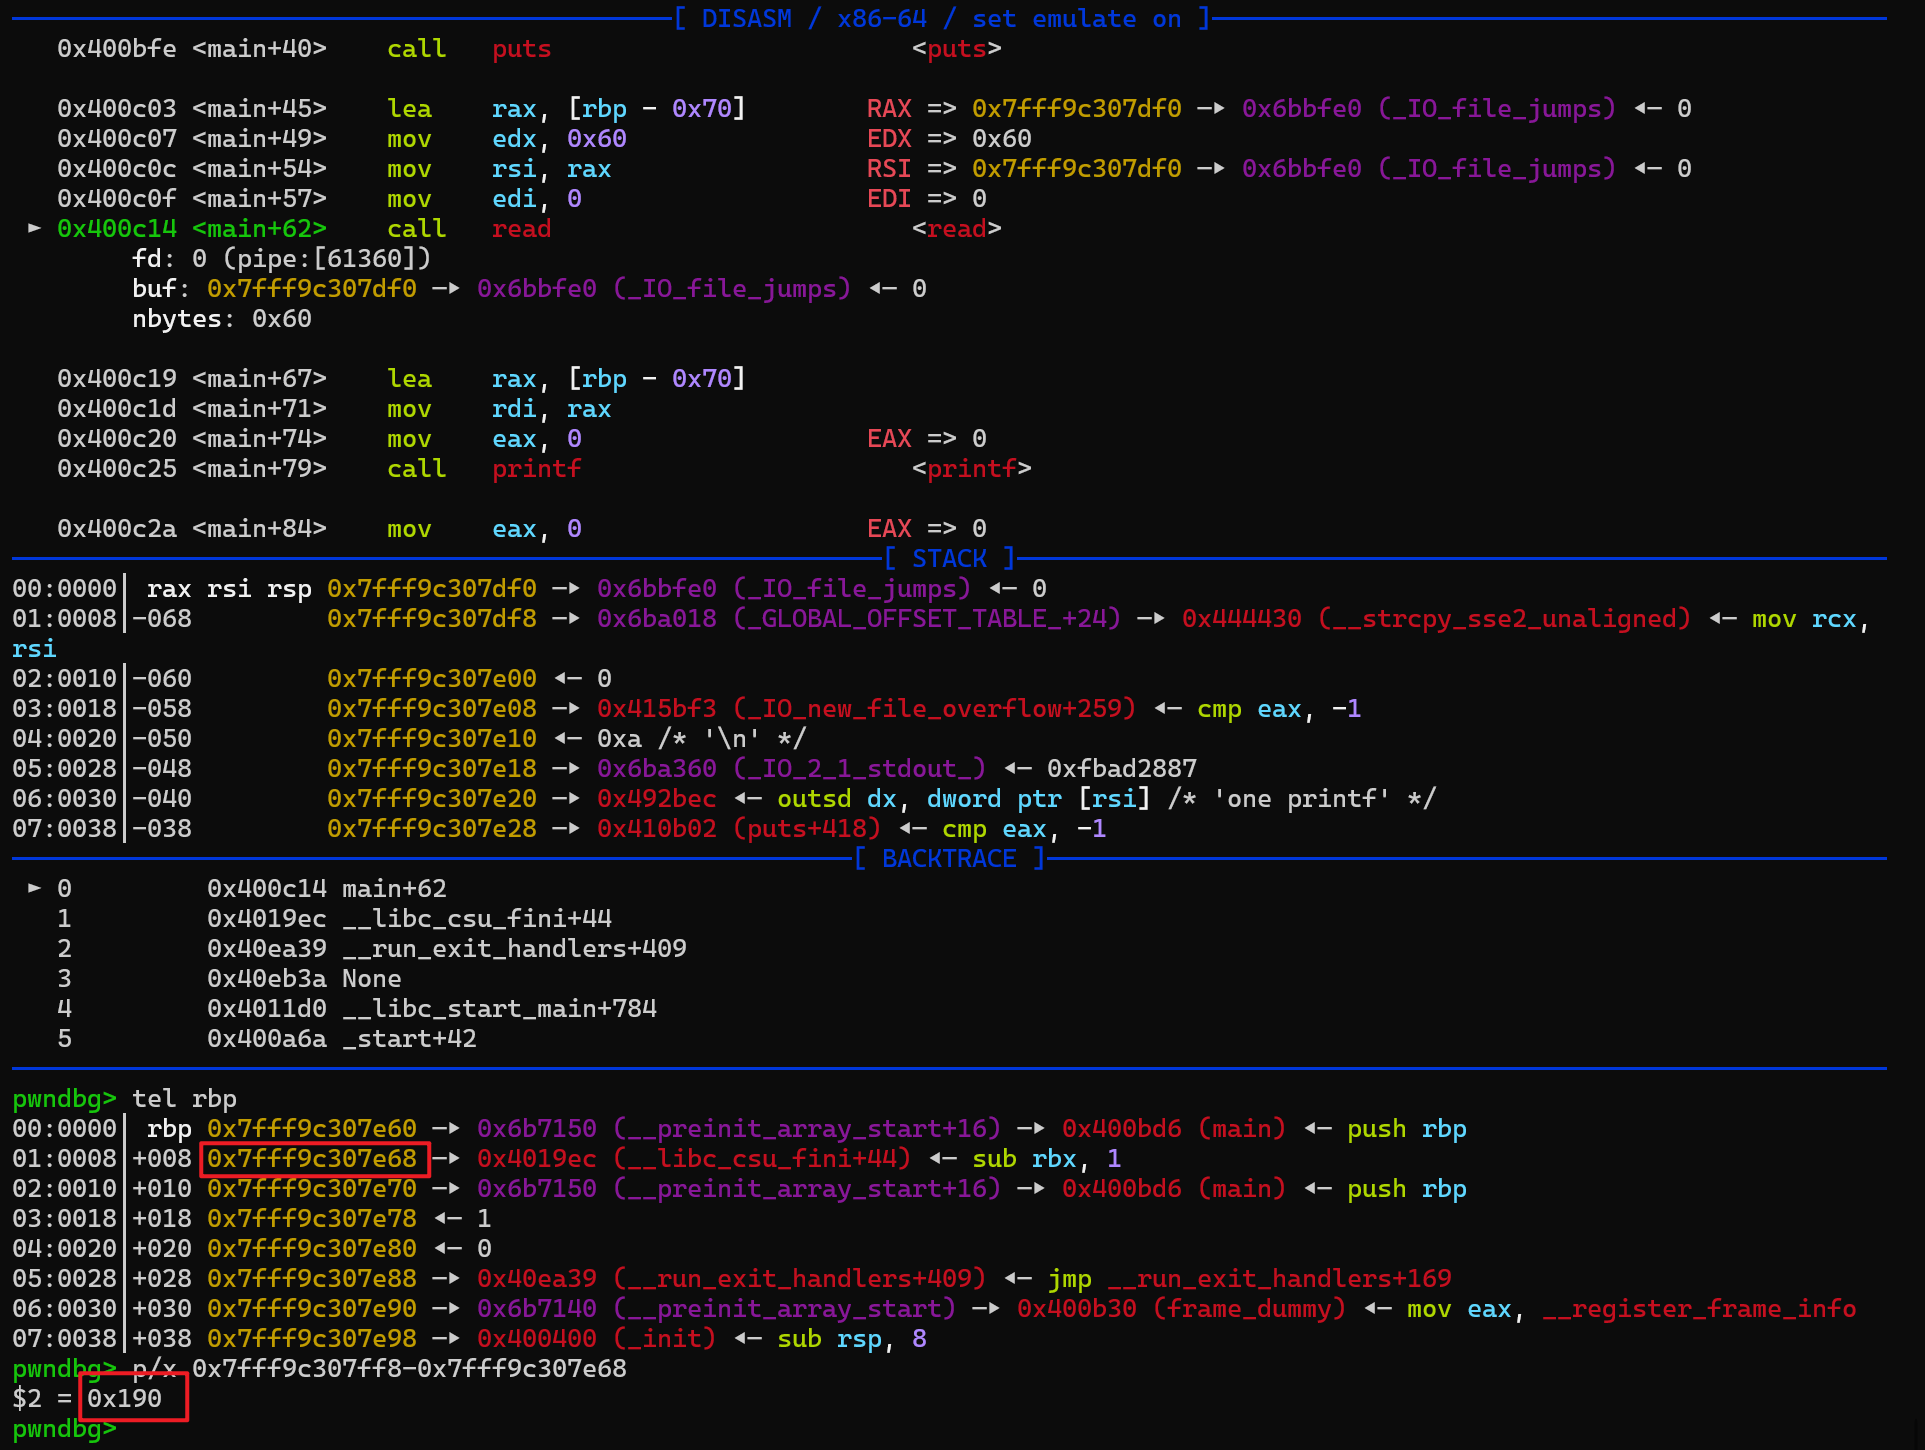 [ DISASM / x86-64 / set emulate on ]
0x400bfe <main+40> call puts <puts>
0x400c03 <main+45> lea rax, [rbp - 0x70] RAX => 0x7fff9c307df0 —▸ 0x6bbfe0 (_IO_file_jumps) ◂— 0
0x400c07 <main+49> mov edx, 0x60 EDX => 0x60
0x400c0c <main+54> mov rsi, rax RSI => 0x7fff9c307df0 —▸ 0x6bbfe0 (_IO_file_jumps) ◂— 0
0x400c0f <main+57> mov edi, 0 EDI => 0
► 0x400c14 <main+62> call read <read>
fd: 0 (pipe:[61360])
buf: 0x7fff9c307df0 —▸ 0x6bbfe0 (_IO_file_jumps) ◂— 0
nbytes: 0x60
0x400c19 <main+67> lea rax, [rbp - 0x70]
0x400c1d <main+71> mov rdi, rax
0x400c20 <main+74> mov eax, 0 EAX => 0
0x400c25 <main+79> call printf <printf>
0x400c2a <main+84> mov eax, 0 EAX => 0
[ STACK ]
00:0000│ rax rsi rsp 0x7fff9c307df0 —▸ 0x6bbfe0 (_IO_file_jumps) ◂— 0
01:0008│-068 0x7fff9c307df8 —▸ 0x6ba018 (_GLOBAL_OFFSET_TABLE_+24) —▸ 0x444430 (__strcpy_sse2_unaligned) ◂— mov rcx,
rsi
02:0010│-060 0x7fff9c307e00 ◂— 0
03:0018│-058 0x7fff9c307e08 —▸ 0x415bf3 (_IO_new_file_overflow+259) ◂— cmp eax, -1
04:0020│-050 0x7fff9c307e10 ◂— 0xa /* '\n' */
05:0028│-048 0x7fff9c307e18 —▸ 0x6ba360 (_IO_2_1_stdout_) ◂— 0xfbad2887
06:0030│-040 0x7fff9c307e20 —▸ 0x492bec ◂— outsd dx, dword ptr [rsi] /* 'one printf' */
07:0038│-038 0x7fff9c307e28 —▸ 0x410b02 (puts+418) ◂— cmp eax, -1
[ BACKTRACE ]
► 0 0x400c14 main+62
1 0x4019ec __libc_csu_fini+44
2 0x40ea39 __run_exit_handlers+409
3 0x40eb3a None
4 0x4011d0 __libc_start_main+784
5 0x400a6a _start+42
pwndbg> tel rbp
00:0000│ rbp 0x7fff9c307e60 —▸ 0x6b7150 (__preinit_array_start+16) —▸ 0x400bd6 (main) ◂— push rbp
01:0008│+008 0x7fff9c307e68 —▸ 0x4019ec (__libc_csu_fini+44) ◂— sub rbx, 1
02:0010│+010 0x7fff9c307e70 —▸ 0x6b7150 (__preinit_array_start+16) —▸ 0x400bd6 (main) ◂— push rbp
03:0018│+018 0x7fff9c307e78 ◂— 1
04:0020│+020 0x7fff9c307e80 ◂— 0
05:0028│+028 0x7fff9c307e88 —▸ 0x40ea39 (__run_exit_handlers+409) ◂— jmp __run_exit_handlers+169
06:0030│+030 0x7fff9c307e90 —▸ 0x6b7140 (__preinit_array_start) —▸ 0x400b30 (frame_dummy) ◂— mov eax, __register_frame_info
07:0038│+038 0x7fff9c307e98 —▸ 0x400400 (_init) ◂— sub rsp, 8
pwndbg> p/x 0x7fff9c307ff8-0x7fff9c307e68
$2 = 0x190
pwndbg>